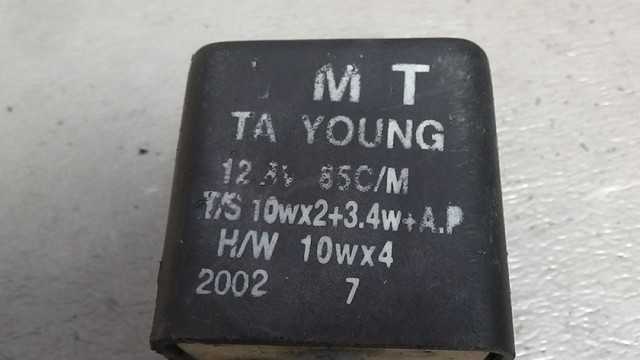 M T
TA YOUNG
12.8V 85C/M
T/S 10wx2+3.4w+A.P
H/W 10wx4
2002 7